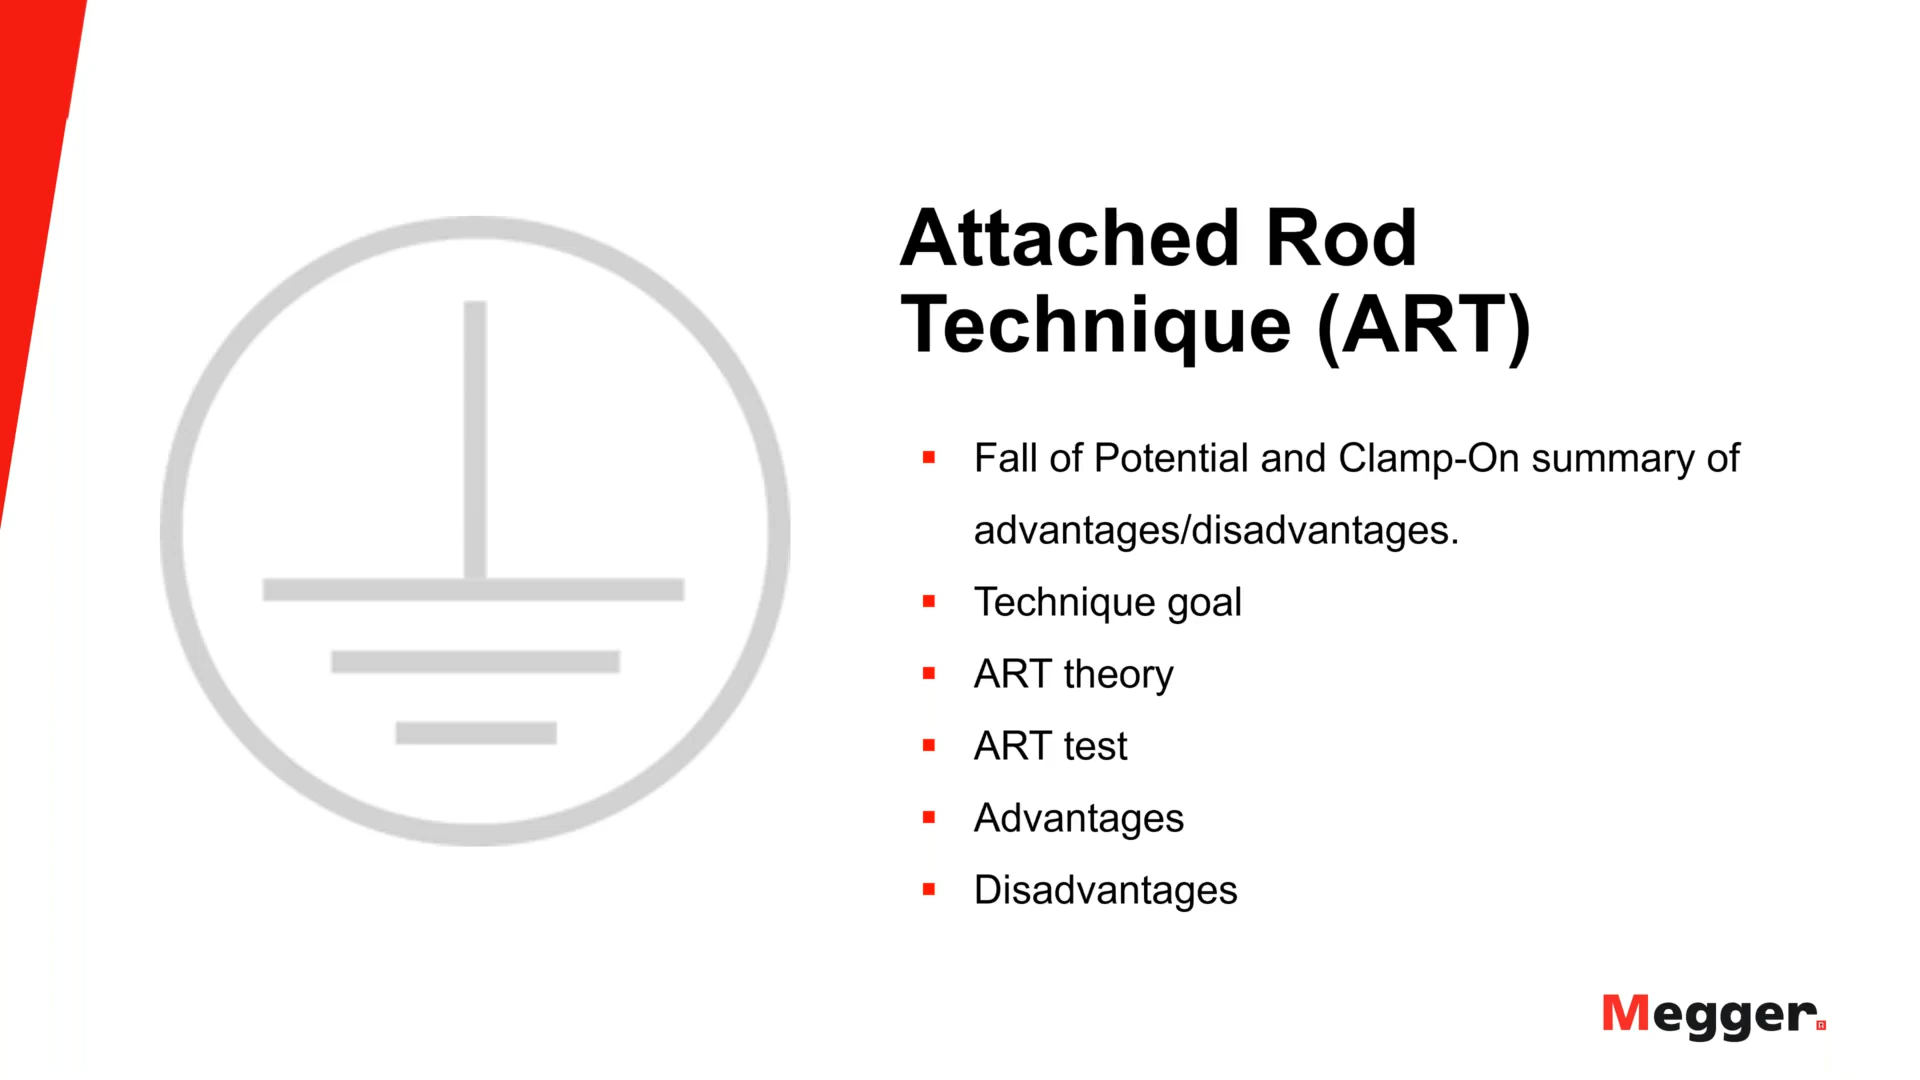 Attached Rod
Technique (ART)
Fall of Potential and Clamp-On summary of
advantages/disadvantages.
Technique goal
ART theory
ART test
Advantages
Disadvantages
Megger.